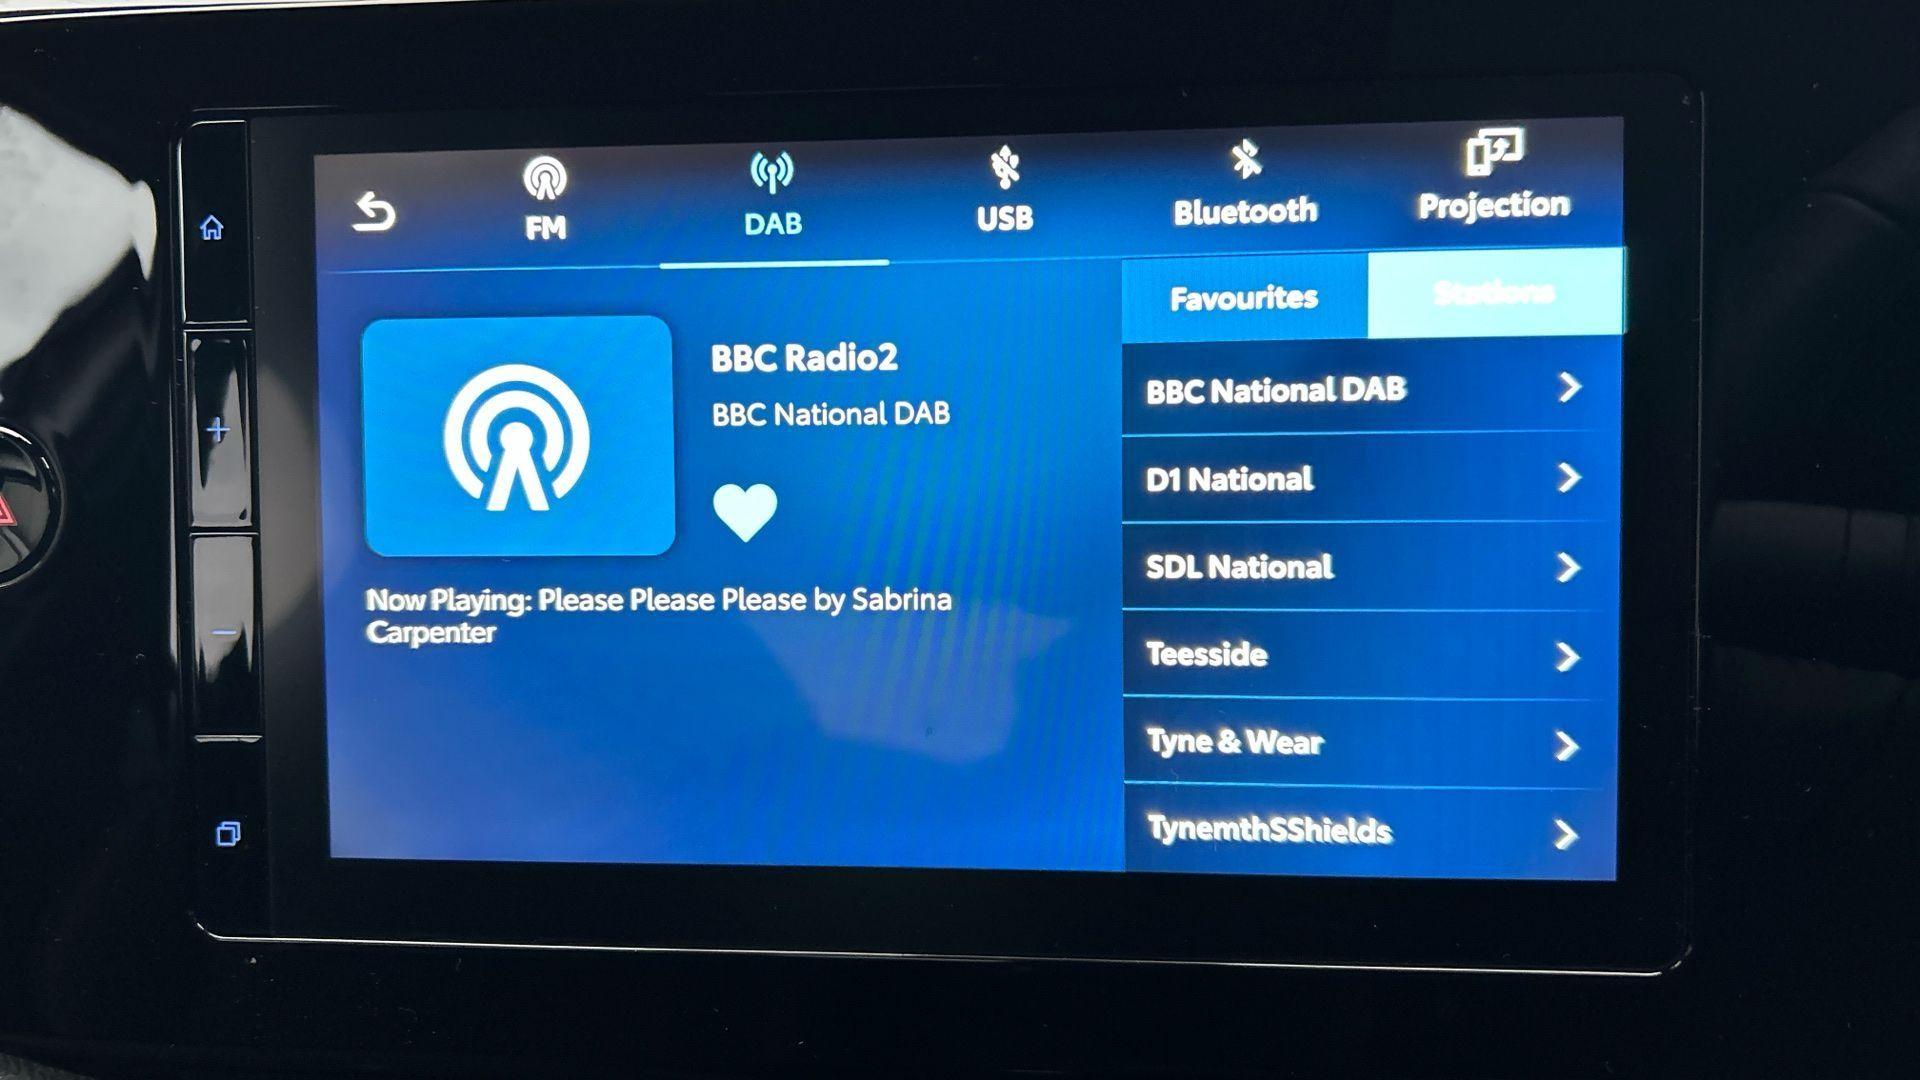 FM
DAB
USB
Bluetooth
Projection
Favourites
Stations
BBC Radio2
BBC National DAB
Now Playing: Please Please Please by Sabrina
Carpenter
BBC National DAB
D1 National
SDL National
Teesside
Tyne & Wear
TynemthSShields